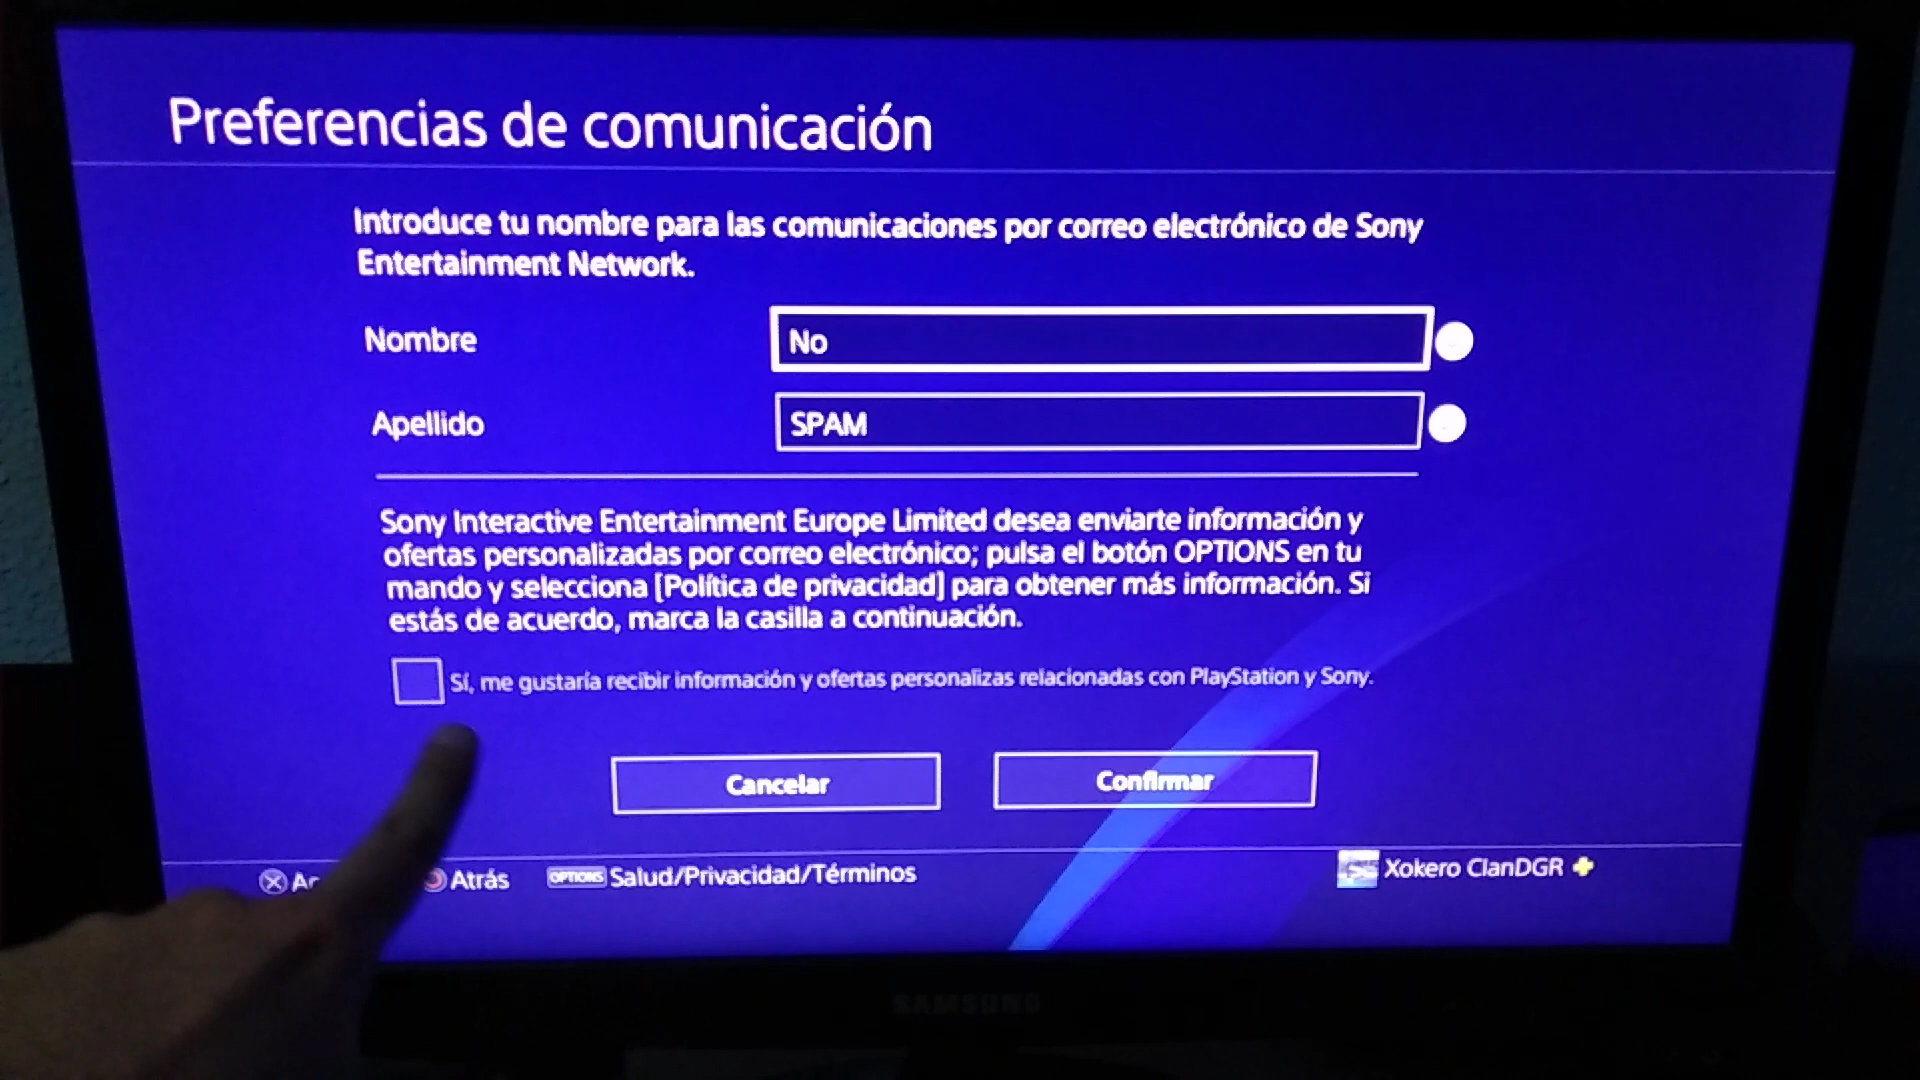 Preferencias de comunicación
Introduce tu nombre para las comunicaciones por correo electrónico de Sony
Entertainment Network.
Nombre
No
Apellido
SPAM
Sony Interactive Entertainment Europe Limited desea enviarte información y
ofertas personalizadas por correo electrónico; pulsa el botón OPTIONS en tu
mando y selecciona [Política de privacidad] para obtener más información. Si
estás de acuerdo, marca la casilla a continuación.
Sí, me gustaría recibir información y ofertas personalizas relacionadas con PlayStation y Sony.
Cancelar
Confirmar
Atrás
OPTIONS Salud/Privacidad/Términos
Xokero ClanDGR
SAMSUNG